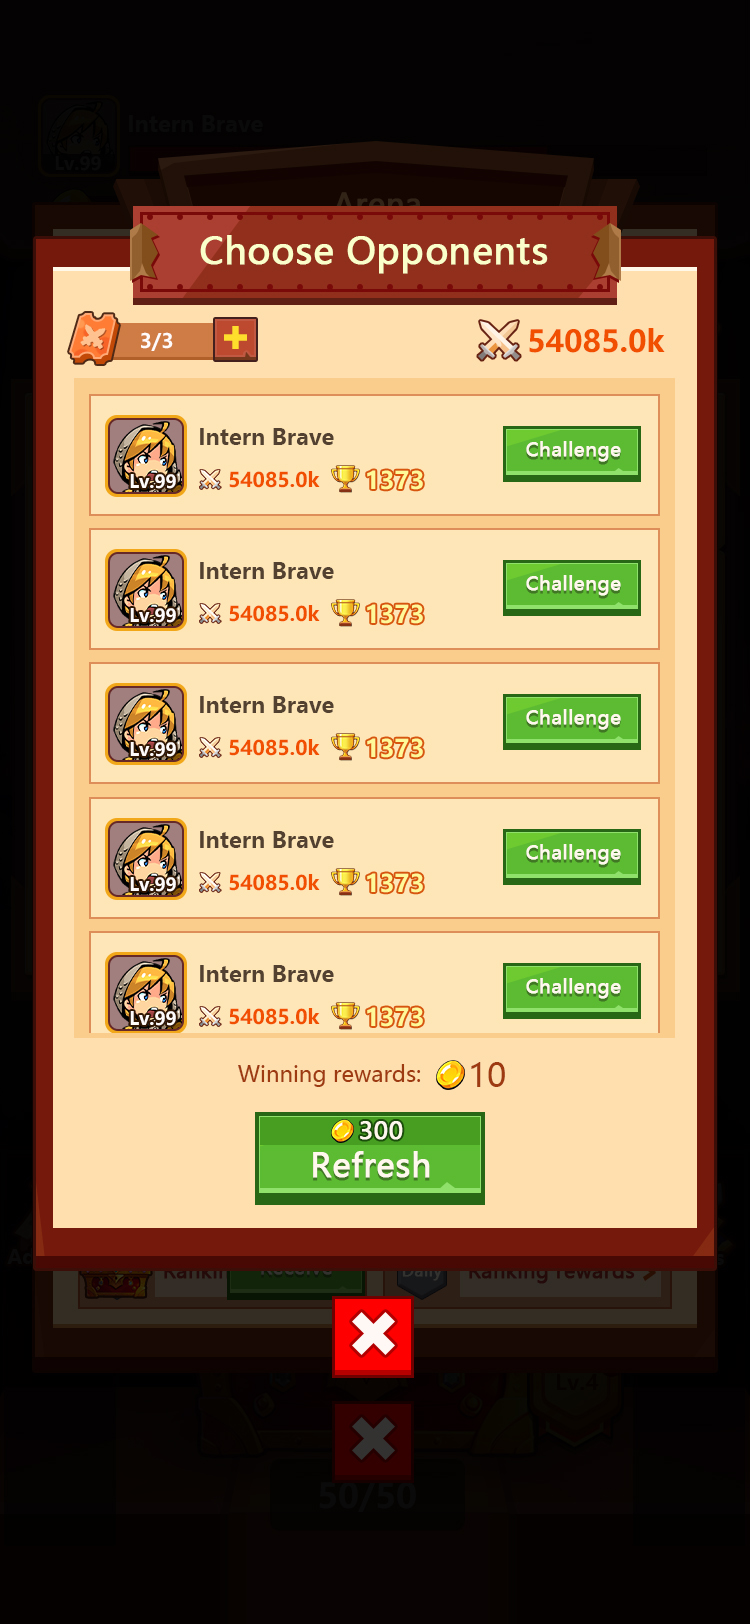 Intern Brave
Lv.99
Arena
Choose Opponents
3/3
54085.0k
Intern Brave
Lv.99
54085.0k
1373
Challenge
Intern Brave
Lv.99
54085.0k
1373
Challenge
Intern Brave
Lv.99
54085.0k
1373
Challenge
Intern Brave
Lv.99
54085.0k
1373
Challenge
Intern Brave
Lv.99
54085.0k
1373
Challenge
Winning rewards: 10
300
Refresh
Daily
Ranking rewards
Lv.4
50/50